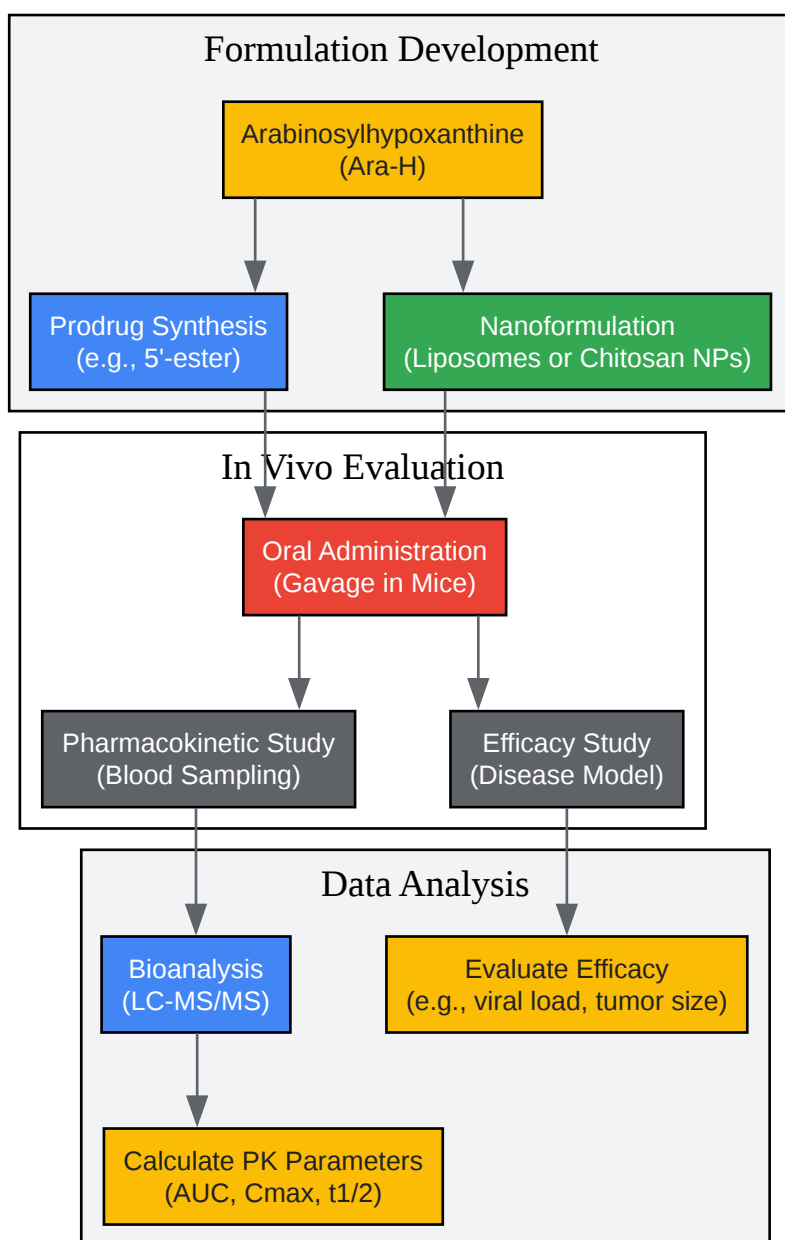 Formulation Development
Arabinosylhypoxanthine
(Ara-H)
Prodrug Synthesis
(e.g., 5'-ester)
Nanoformulation
(Liposomes or Chitosan NPs)
In Vivo Evaluation
Oral Administration
(Gavage in Mice)
Pharmacokinetic Study
(Blood Sampling)
Efficacy Study
(Disease Model)
Data Analysis
Bioanalysis
(LC-MS/MS)
Evaluate Efficacy
(e.g., viral load, tumor size)
Calculate PK Parameters
(AUC, Cmax, t1/2)